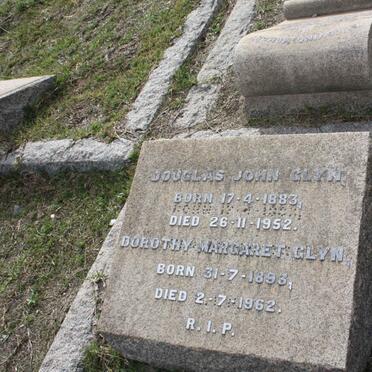 DOUGLAS JOHN GLYN,
BORN 17-4-1883,
DIED 26-11-1952.
DOROTHY MARGARET GLYN,
BORN 31-7-1893,
DIED 2-7-1962.
R.I.P.